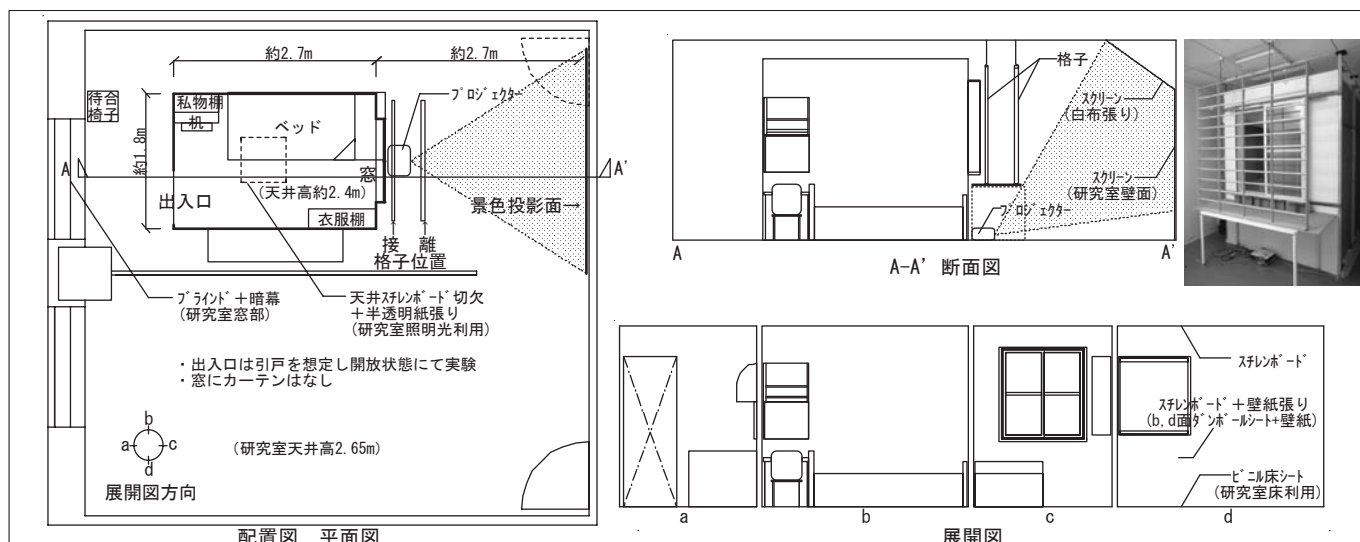 約2.7m
約2.7m
プロジェクター
待合
椅子
私物棚
机
ベッド
約1.8m
A
A'
窓
(天井高約2.4m)
出入口
衣服棚
景色投影面→
接 離
格子位置
ブラインド+暗幕
(研究室窓部)
天井スチレンボード切欠
+半透明紙張り
(研究室照明光利用)
・出入口は引戸を想定し開放状態にて実験
・窓にカーテンはなし
b
a
c
d
展開図方向
(研究室天井高2.65m)
配置図 平面図
格子
スクリーン
(白布張り)
スクリーン
(研究室壁面)
プロジェクター
A
A'
A-A' 断面図
スチレンボード
スチレンボード+壁紙張り
(b,d面ダンボールシート+壁紙)
ビニル床シート
(研究室床利用)
a
b
c
d
展開図